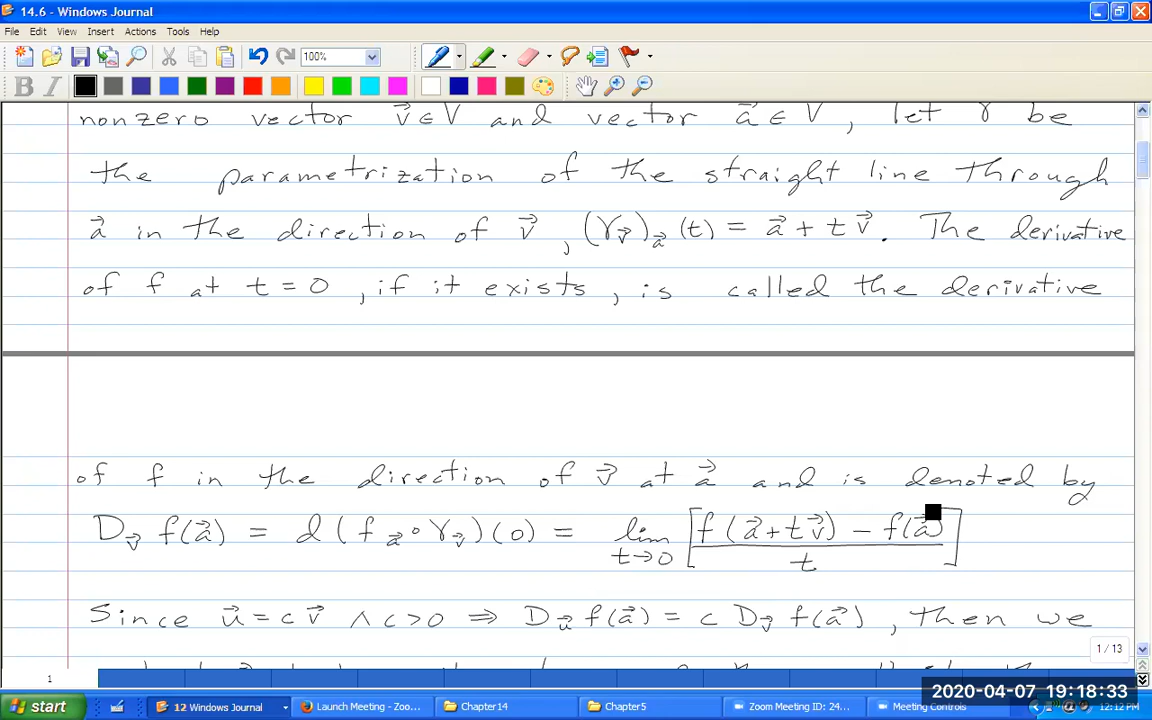 14.6 - Windows Journal
File Edit View Insert Actions Tools Help
100%
B I
nonzero vector v⃗ ∈ V and vector a⃗ ∈ V, let γ be
the parametrization of the straight line through
a⃗ in the direction of v⃗, (γ_v⃗)_a⃗ (t) = a⃗ + t v⃗. The derivative
of f at t = 0, if it exists, is called the derivative
of f in the direction of v⃗ at a⃗ and is denoted by
D_v⃗ f(a⃗) = d(f_a⃗ ∘ γ_v⃗)(0) = lim_{t→0} [ (f(a⃗ + t v⃗) − f(a⃗)) / t ]
Since u⃗ = c v⃗ ∧ c > 0 ⟹ D_u⃗ f(a⃗) = c D_v⃗ f(a⃗), then we
1 / 13
1
2020-04-07 19:18:33
start
12 Windows Journal
Launch Meeting - Zoo...
Chapter14
Chapter5
Zoom Meeting ID: 24...
Meeting Controls
12:12 PM